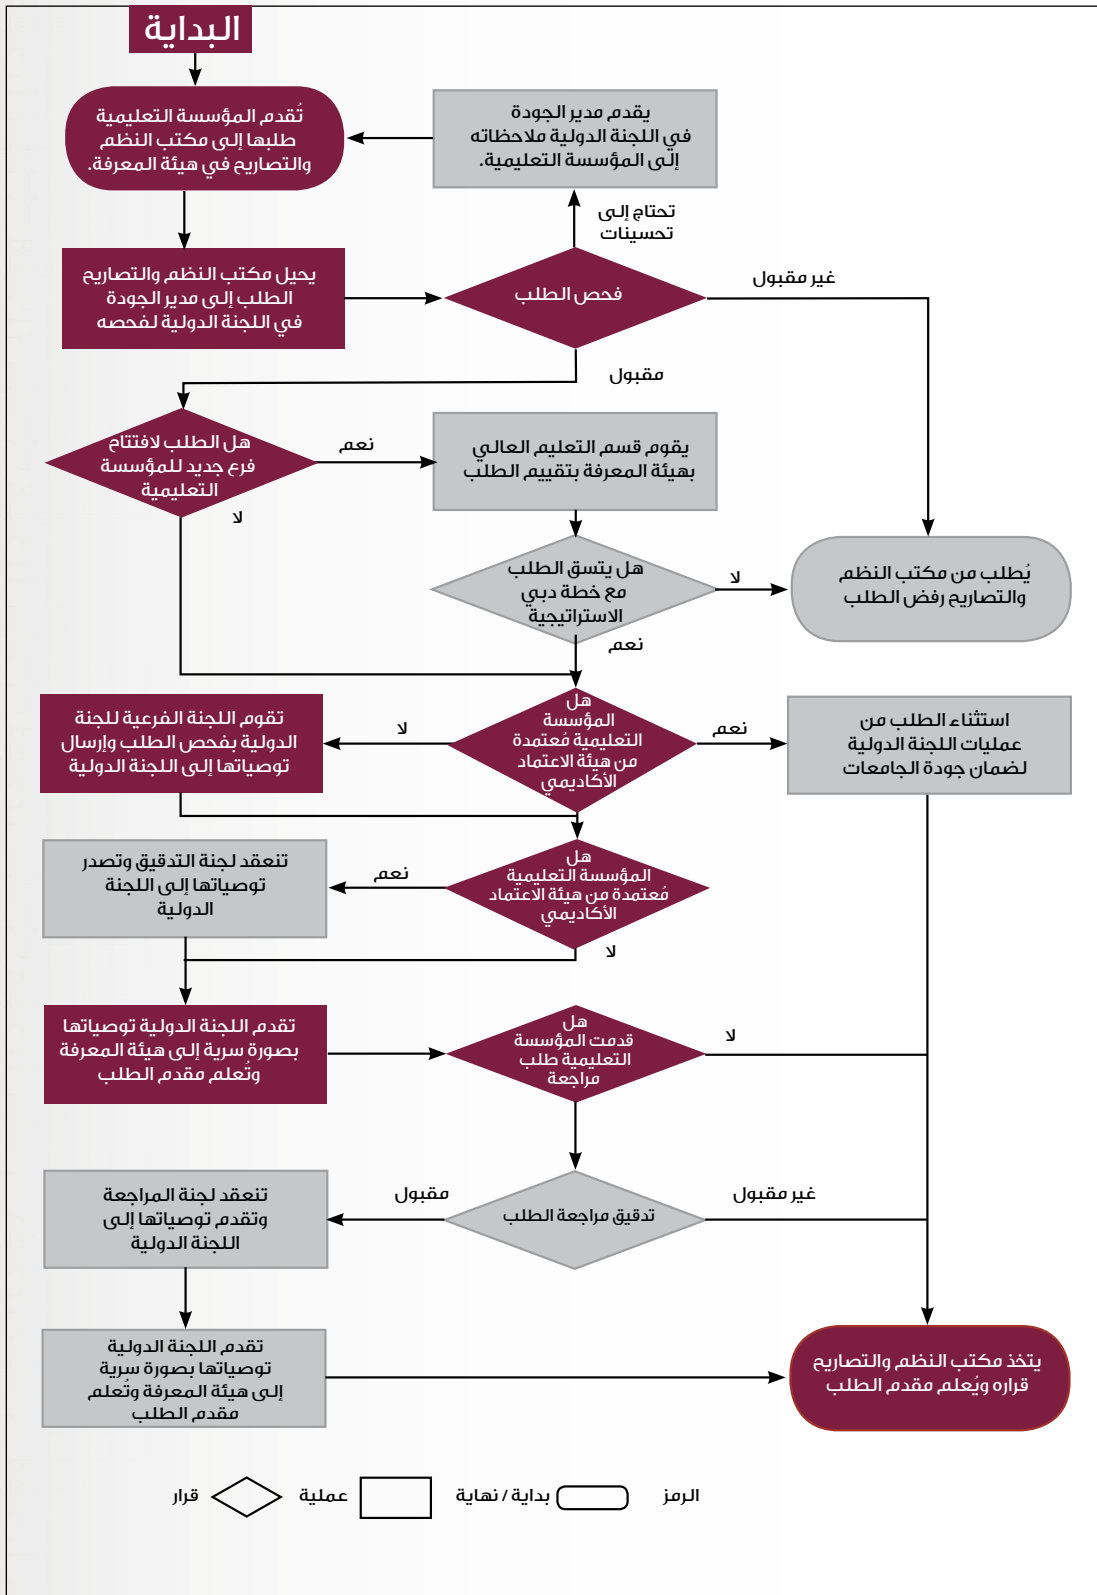 البداية
تُقدم المؤسسة التعليمية
طلبها إلى مكتب النظم
والتصاريح في هيئة المعرفة.
يقدم مدير الجودة
في اللجنة الدولية ملاحظاته
إلى المؤسسة التعليمية.
تحتاج إلى
تحسينات
يحيل مكتب النظم والتصاريح
الطلب إلى مدير الجودة
في اللجنة الدولية لفحصه
فحص الطلب
غير مقبول
مقبول
هل الطلب لافتتاح
فرع جديد للمؤسسة
التعليمية
نعم
لا
يقوم قسم التعليم العالي
بهيئة المعرفة بتقييم الطلب
هل يتسق الطلب
مع خطة دبي
الاستراتيجية
لا
نعم
يُطلب من مكتب النظم
والتصاريح رفض الطلب
هل
المؤسسة
التعليمية مُعتمدة
من هيئة الاعتماد
الأكاديمي
لا
نعم
تقوم اللجنة الفرعية للجنة
الدولية بفحص الطلب وإرسال
توصياتها إلى اللجنة الدولية
استثناء الطلب من
عمليات اللجنة الدولية
لضمان جودة الجامعات
هل
المؤسسة التعليمية
مُعتمدة من هيئة الاعتماد
الأكاديمي
نعم
لا
تنعقد لجنة التدقيق وتصدر
توصياتها إلى اللجنة
الدولية
تقدم اللجنة الدولية توصياتها
بصورة سرية إلى هيئة المعرفة
وتُعلم مقدم الطلب
هل
قدمت المؤسسة
التعليمية طلب
مراجعة
لا
تدقيق مراجعة الطلب
مقبول
غير مقبول
تنعقد لجنة المراجعة
وتقدم توصياتها إلى
اللجنة الدولية
تقدم اللجنة الدولية
توصياتها بصورة سرية
إلى هيئة المعرفة وتُعلم
مقدم الطلب
يتخذ مكتب النظم والتصاريح
قراره ويُعلم مقدم الطلب
الرمز بداية / نهاية عملية قرار